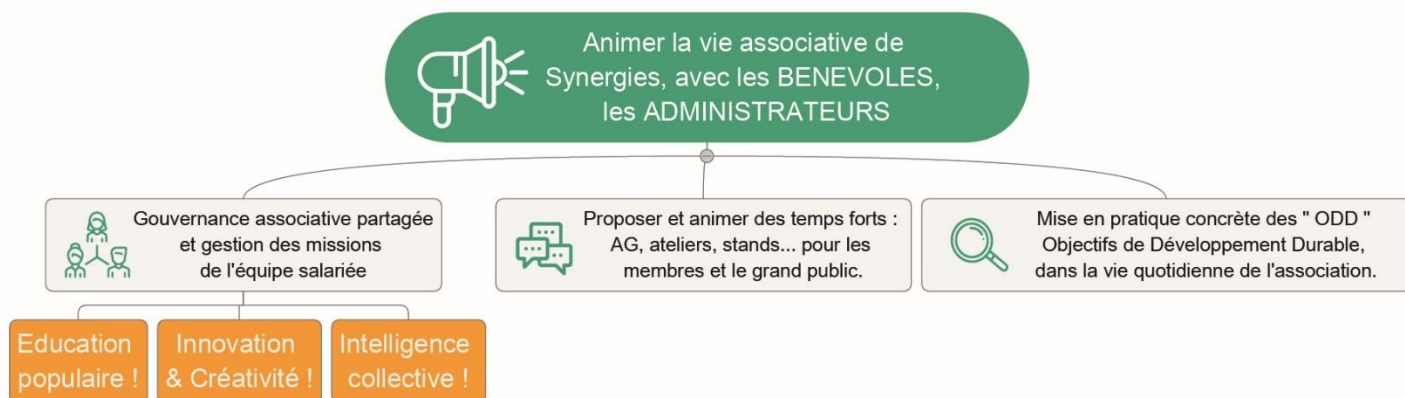 Animer la vie associative de
Synergies, avec les BENEVOLES,
les ADMINISTRATEURS
Gouvernance associative partagée
et gestion des missions
de l'équipe salariée
Proposer et animer des temps forts :
AG, ateliers, stands... pour les
membres et le grand public.
Mise en pratique concrète des " ODD "
Objectifs de Développement Durable,
dans la vie quotidienne de l'association.
Education
populaire !
Innovation
& Créativité !
Intelligence
collective !